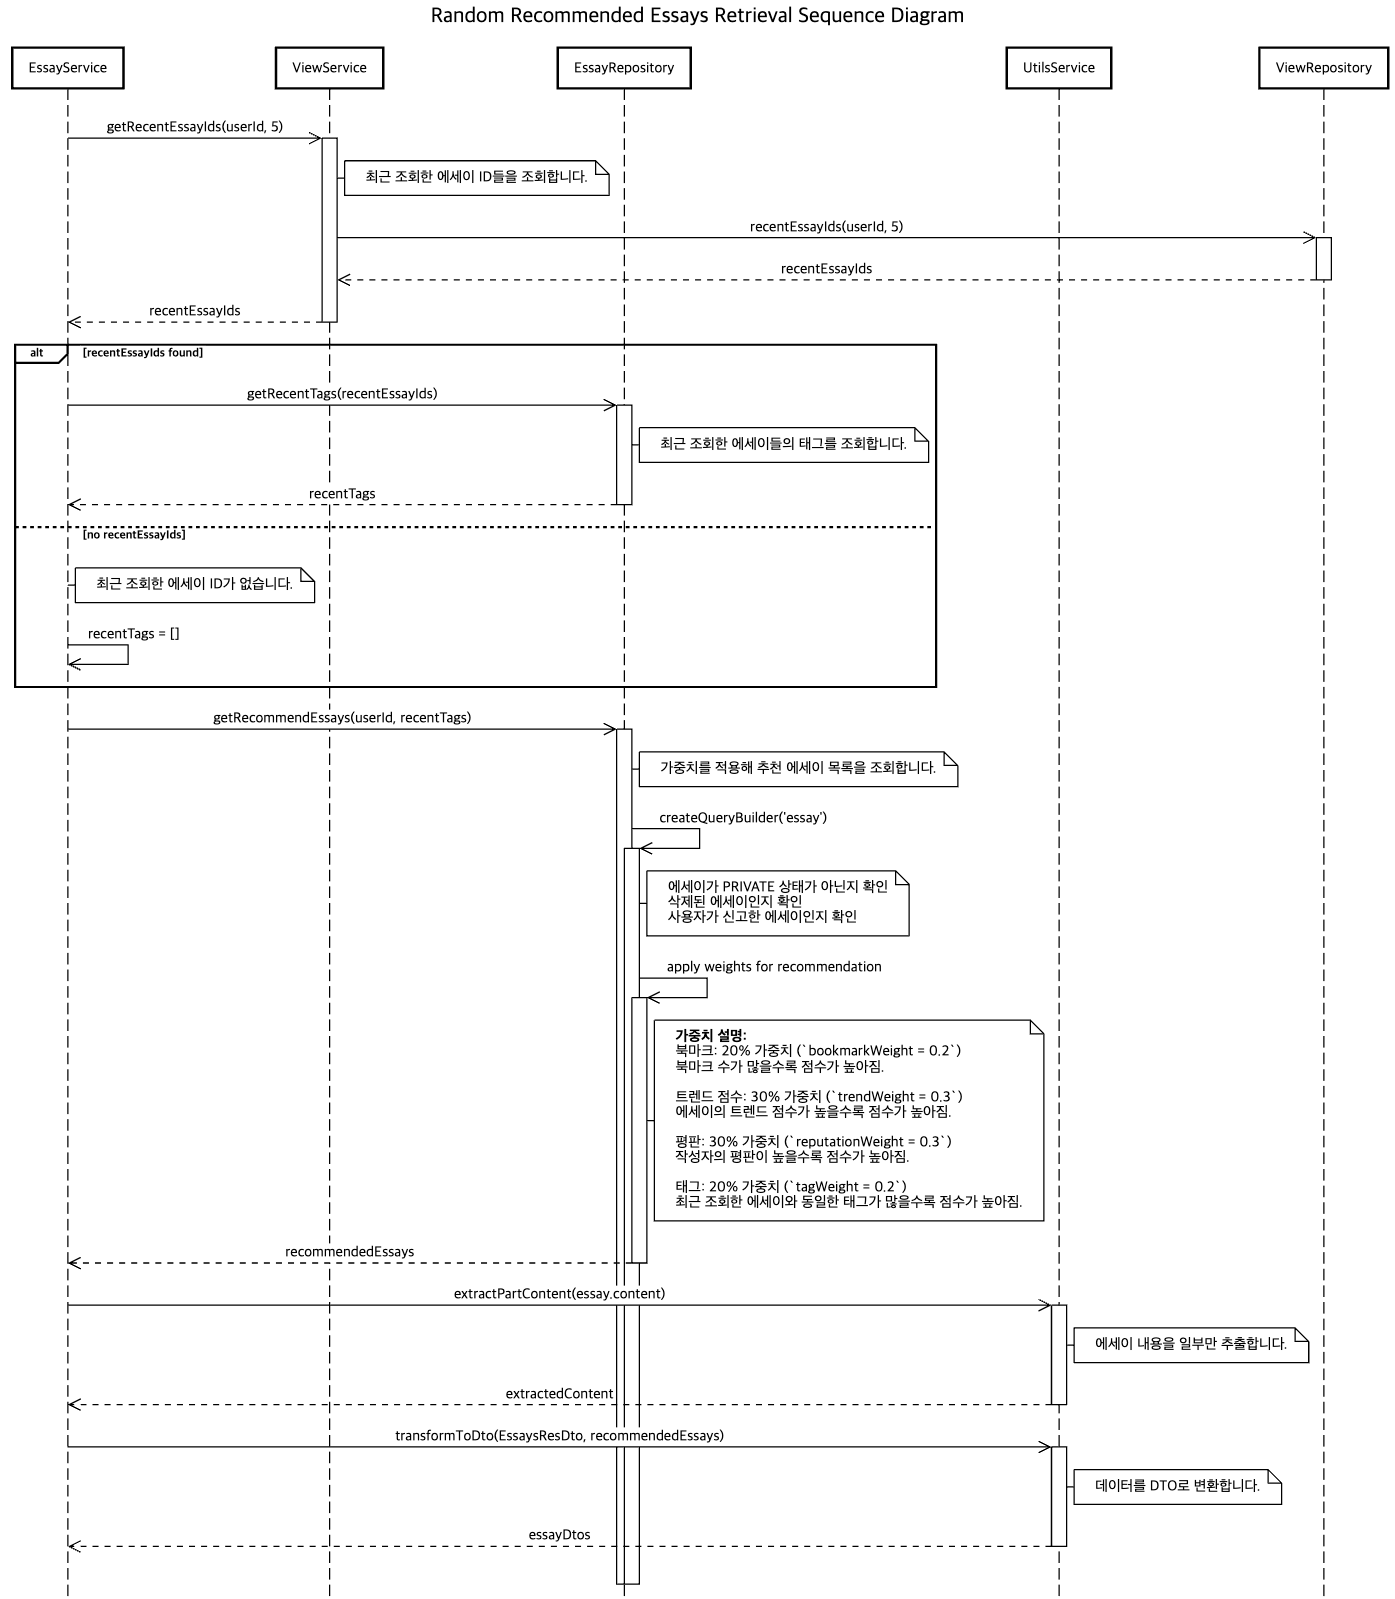 Random Recommended Essays Retrieval Sequence Diagram
EssayService
ViewService
EssayRepository
UtilsService
ViewRepository
getRecentEssayIds(userId, 5)
최근 조회한 에세이 ID들을 조회합니다.
recentEssayIds(userId, 5)
recentEssayIds
recentEssayIds
alt
[recentEssayIds found]
getRecentTags(recentEssayIds)
최근 조회한 에세이들의 태그를 조회합니다.
recentTags
[no recentEssayIds]
최근 조회한 에세이 ID가 없습니다.
recentTags = []
getRecommendEssays(userId, recentTags)
가중치를 적용해 추천 에세이 목록을 조회합니다.
createQueryBuilder('essay')
에세이가 PRIVATE 상태가 아닌지 확인
삭제된 에세이인지 확인
사용자가 신고한 에세이인지 확인
apply weights for recommendation
가중치 설명:
북마크: 20% 가중치 (`bookmarkWeight = 0.2`)
북마크 수가 많을수록 점수가 높아짐.
트렌드 점수: 30% 가중치 (`trendWeight = 0.3`)
에세이의 트렌드 점수가 높을수록 점수가 높아짐.
평판: 30% 가중치 (`reputationWeight = 0.3`)
작성자의 평판이 높을수록 점수가 높아짐.
태그: 20% 가중치 (`tagWeight = 0.2`)
최근 조회한 에세이와 동일한 태그가 많을수록 점수가 높아짐.
recommendedEssays
extractPartContent(essay.content)
에세이 내용을 일부만 추출합니다.
extractedContent
transformToDto(EssaysResDto, recommendedEssays)
데이터를 DTO로 변환합니다.
essayDtos